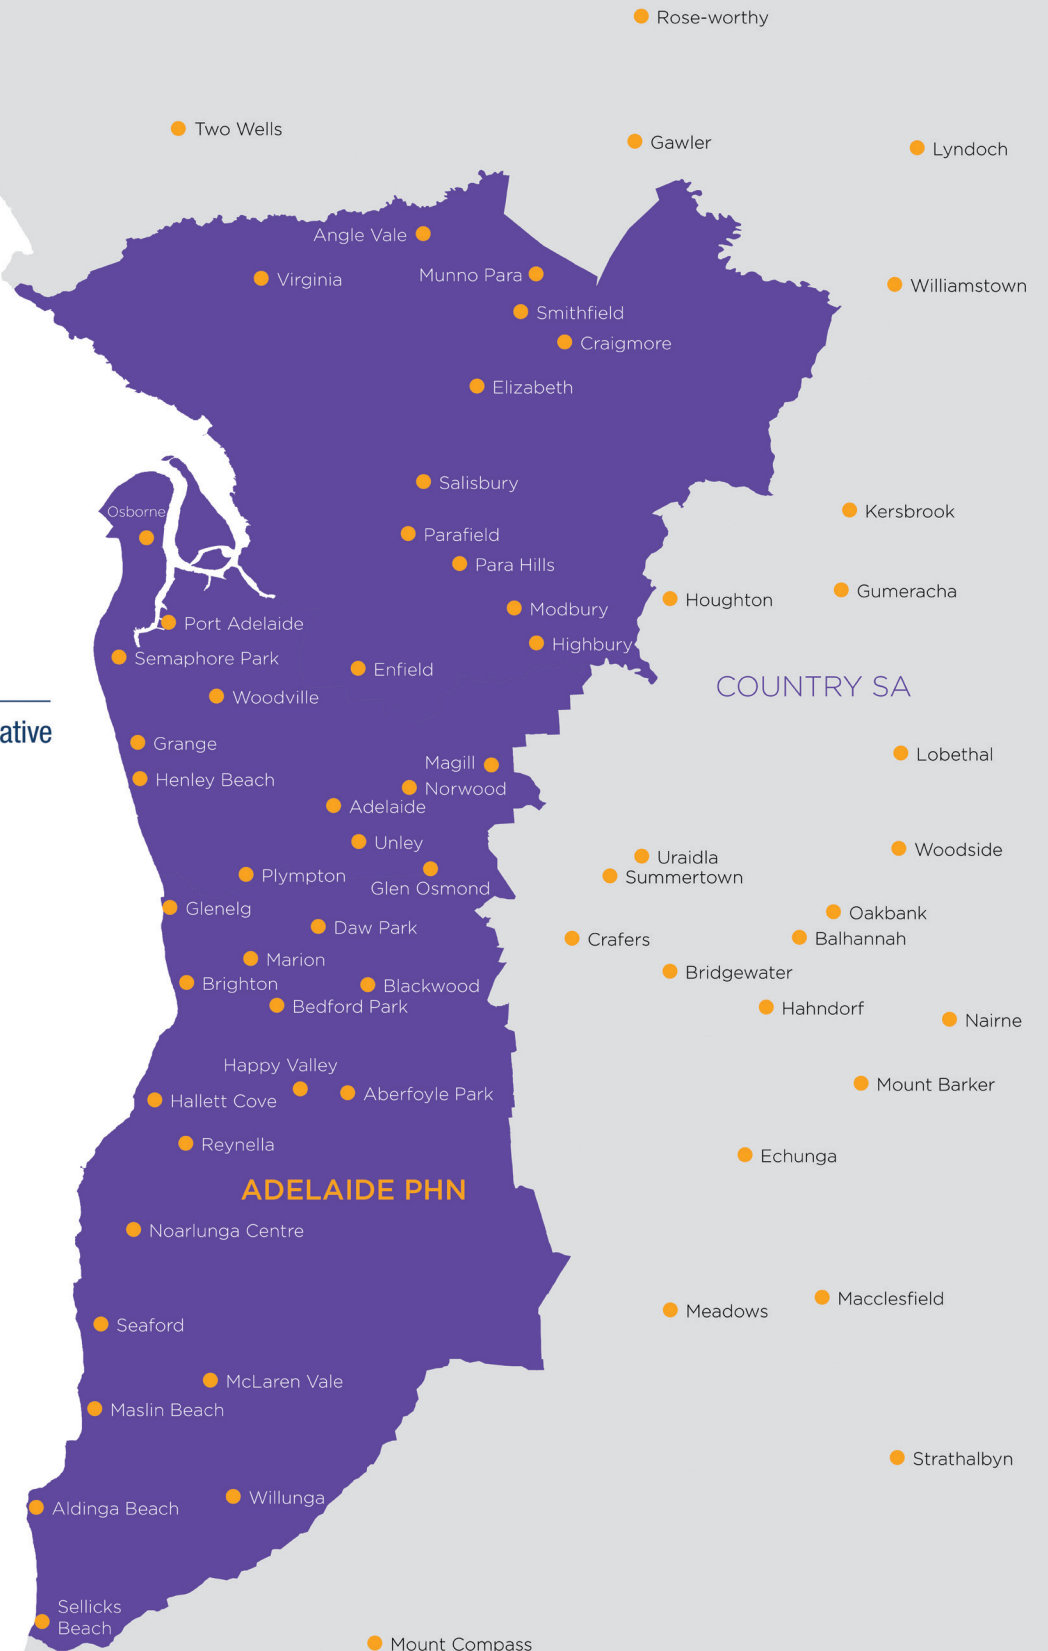 Rose-worthy
Two Wells
Gawler
Lyndoch
Angle Vale
Munno Para
Virginia
Williamstown
Smithfield
Craigmore
Elizabeth
Salisbury
Osborne
Kersbrook
Parafield
Para Hills
Gumeracha
Houghton
Modbury
Port Adelaide
Highbury
Semaphore Park
Enfield
COUNTRY SA
Woodville
ative
Grange
Lobethal
Magill
Henley Beach
Norwood
Adelaide
Unley
Woodside
Uraidla
Plympton
Summertown
Glen Osmond
Glenelg
Oakbank
Daw Park
Crafers
Balhannah
Marion
Bridgewater
Brighton
Blackwood
Bedford Park
Hahndorf
Nairne
Happy Valley
Mount Barker
Aberfoyle Park
Hallett Cove
Reynella
Echunga
ADELAIDE PHN
Noarlunga Centre
Macclesfield
Meadows
Seaford
McLaren Vale
Maslin Beach
Strathalbyn
Willunga
Aldinga Beach
Sellicks
Beach
Mount Compass